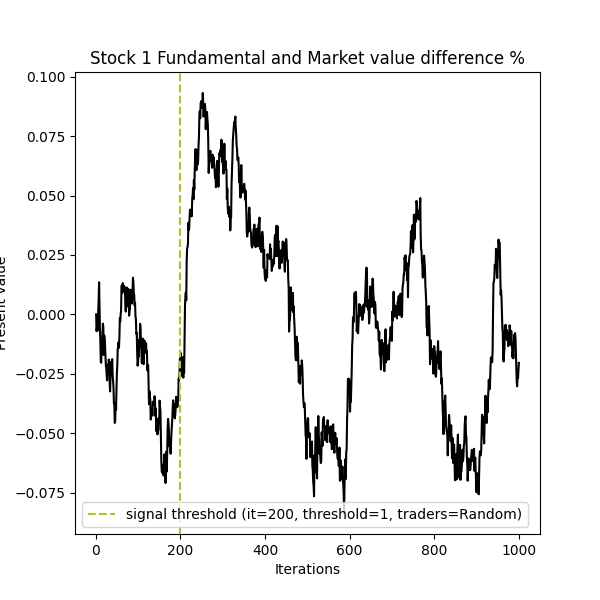 Stock 1 Fundamental and Market value difference %
0.100
0.075
0.050
0.025
0.000
−0.025
−0.050
−0.075
Present value
signal threshold (it=200, threshold=1, traders=Random)
0 200 400 600 800 1000
Iterations